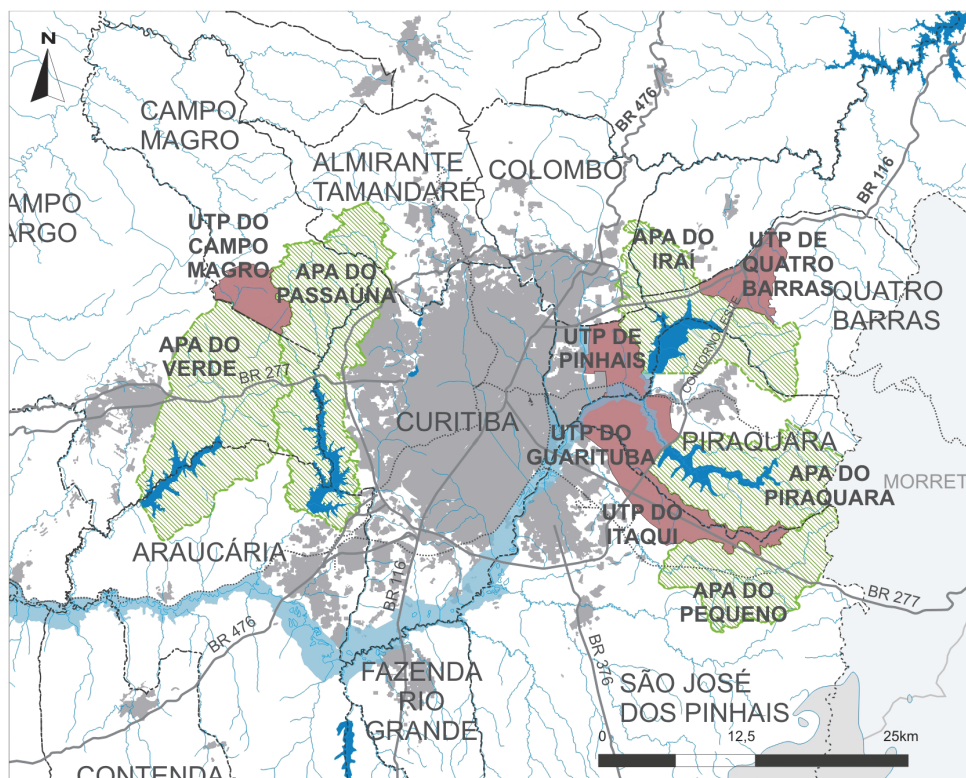 N
CAMPO
MAGRO
ALMIRANTE
TAMANDARÉ
COLOMBO
BR 476
BR 116
AMPO
ARGO
UTP DO
CAMPO
MAGRO
APA DO
PASSAÚNA
APA DO
IRAÍ
UTP DE
QUATRO
BARRAS
QUATRO
BARRAS
APA DO
VERDE
BR 277
UTP DE
PINHAIS
CONTORNO LESTE
CURITIBA
UTP DO
GUARITUBA
PIRAQUARA
APA DO
PIRAQUARA
MORRET
UTP DO
ITAQUI
ARAUCÁRIA
APA DO
PEQUENO
BR 277
BR 116
BR 476
BR 376
FAZENDA
RIO
GRANDE
SÃO JOSÉ
DOS PINHAIS
0 12,5 25km
CONTENDA